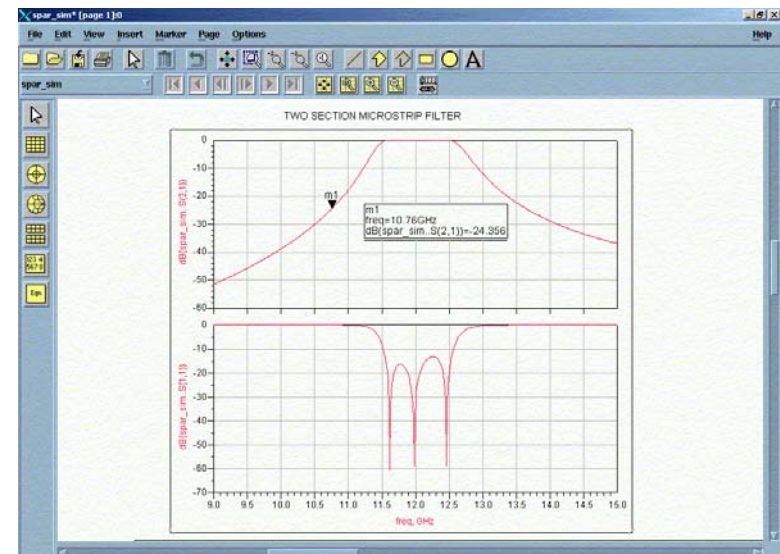 spar_sim* [page 1]:0
File Edit View Insert Marker Page Options Help
A
spar_sim
Eqn
TWO SECTION MICROSTRIP FILTER
dB(spar_sim..S(2,1))
0
-10
-20
-30
-40
-50
-60
m1
m1
freq=10.76GHz
dB(spar_sim..S(2,1))=-24.356
dB(spar_sim..S(1,1))
0
-10
-20
-30
-40
-50
-60
-70
9.0 9.5 10.0 10.5 11.0 11.5 12.0 12.5 13.0 13.5 14.0 14.5 15.0
freq, GHz